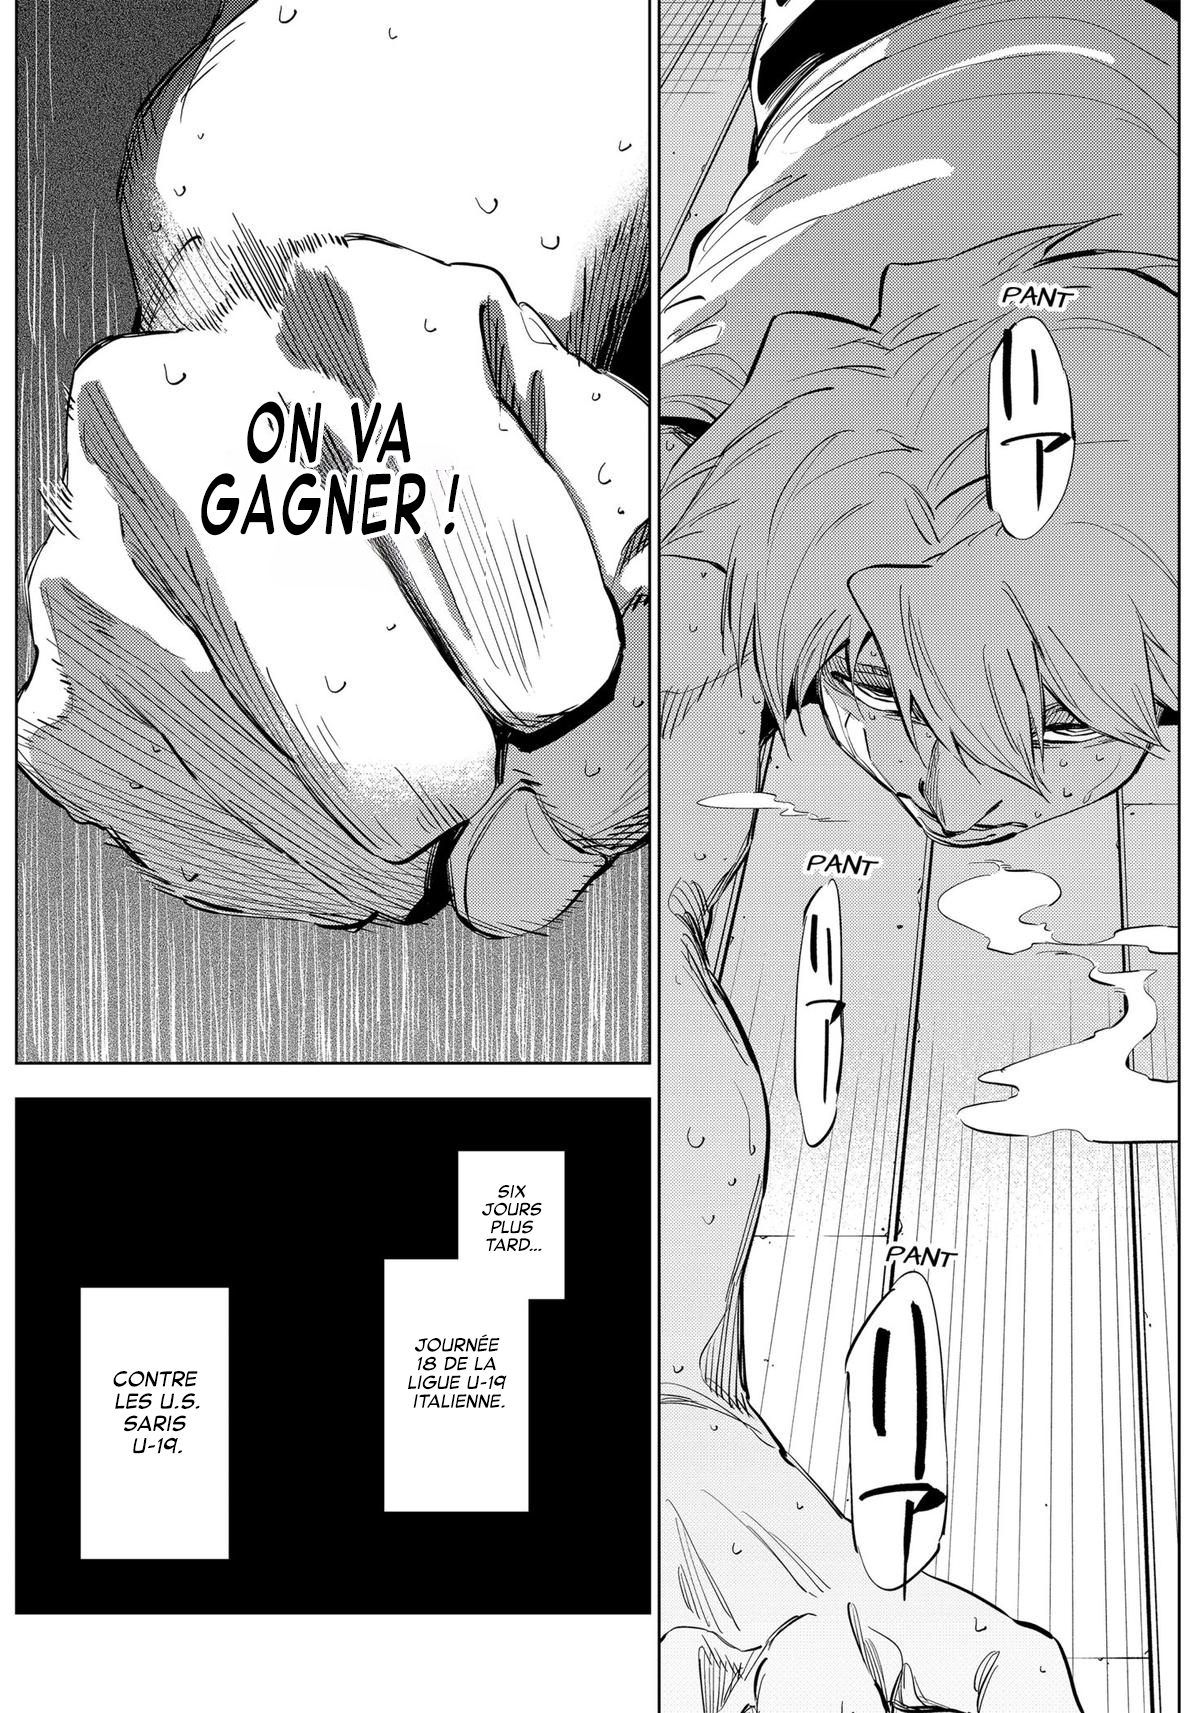 PANT
ハァ
PANT
ハァ
PANT
ハァ
ON VA
GAGNER !
SIX
JOURS
PLUS
TARD...
JOURNÉE
18 DE LA
LIGUE U-19
ITALIENNE.
CONTRE
LES U.S.
SARIS
U-19.